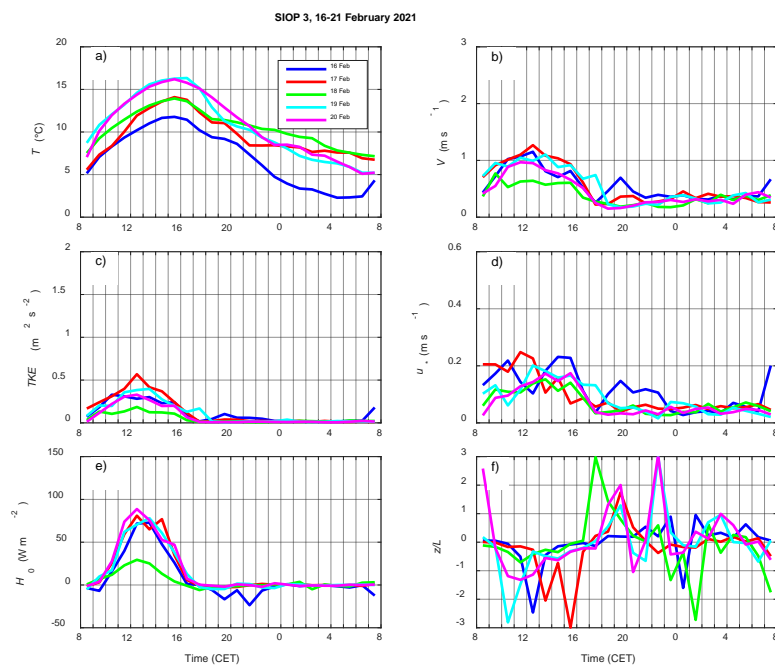 SIOP 3, 16-21 February 2021
a)
20
15
10
5
0
T (°C)
16 Feb
17 Feb
18 Feb
19 Feb
20 Feb
8 12 16 20 0 4 8
b)
3
2
1
0
V (m s -1)
8 12 16 20 0 4 8
c)
2
1.5
1
0.5
0
TKE (m 2 s -2)
8 12 16 20 0 4 8
d)
0.6
0.4
0.2
0
u * (m s -1)
8 12 16 20 0 4 8
e)
150
100
50
0
-50
H 0 (W m -2)
8 12 16 20 0 4 8
Time (CET)
f)
3
2
1
0
-1
-2
-3
z/L
8 12 16 20 0 4 8
Time (CET)